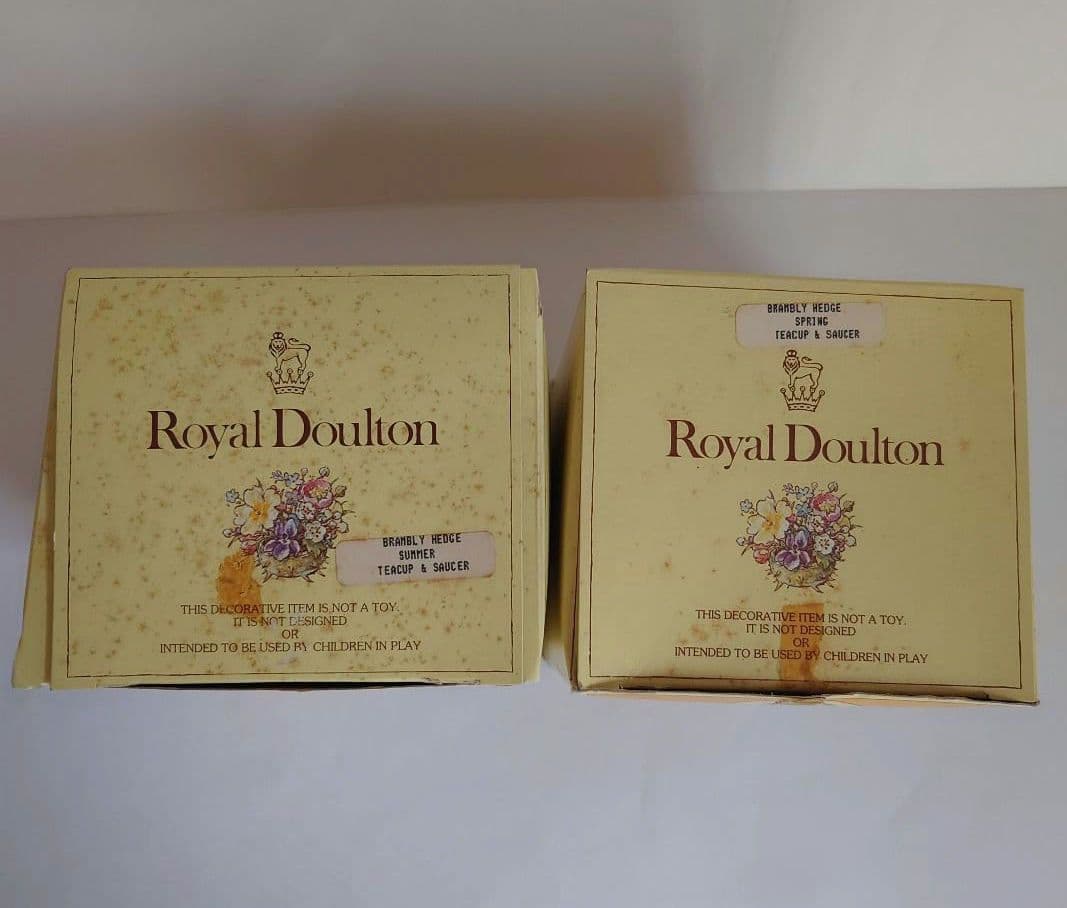 Royal Doulton
BRAMBLY HEDGE
SUMMER
TEACUP & SAUCER
THIS DECORATIVE ITEM IS NOT A TOY.
IT IS NOT DESIGNED
OR
INTENDED TO BE USED BY CHILDREN IN PLAY
BRAMBLY HEDGE
SPRING
TEACUP & SAUCER
Royal Doulton
THIS DECORATIVE ITEM IS NOT A TOY.
IT IS NOT DESIGNED
OR
INTENDED TO BE USED BY CHILDREN IN PLAY